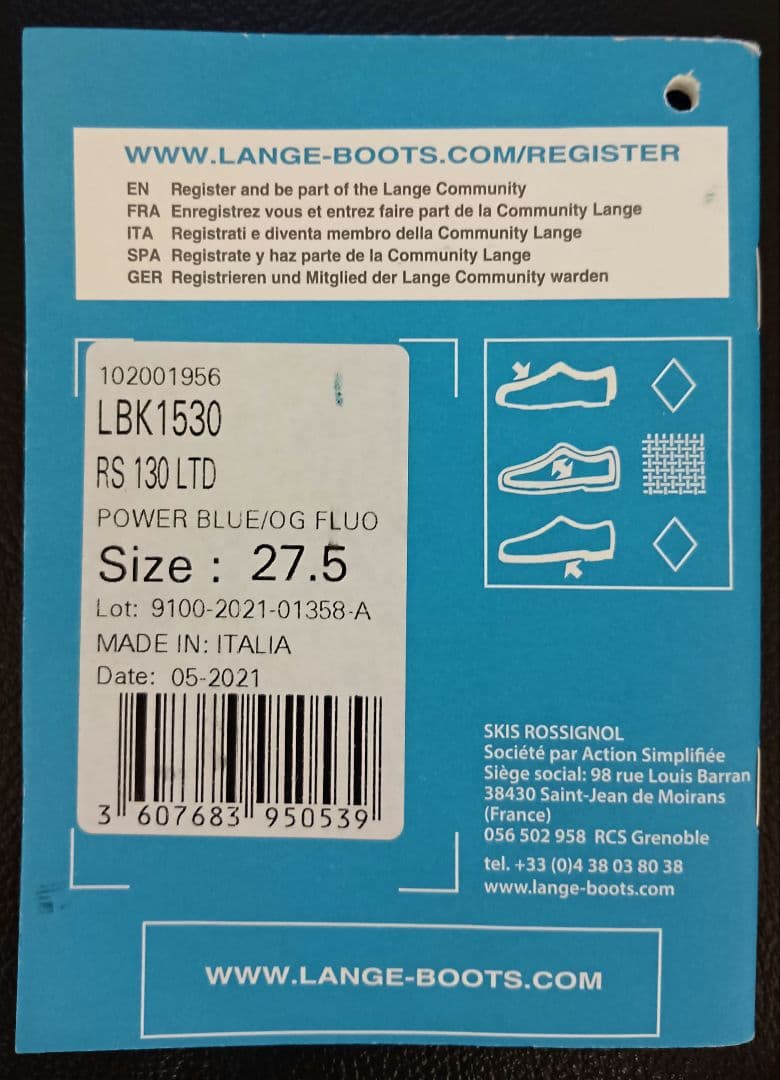 WWW.LANGE-BOOTS.COM/REGISTER
EN Register and be part of the Lange Community
FRA Enregistrez vous et entrez faire part de la Community Lange
ITA Registrati e diventa membro della Community Lange
SPA Registrate y haz parte de la Community Lange
GER Registrieren und Mitglied der Lange Community warden
102001956
LBK1530
RS 130 LTD
POWER BLUE/OG FLUO
Size : 27.5
Lot: 9100-2021-01358-A
MADE IN: ITALIA
Date: 05-2021
3 607683 950539
SKIS ROSSIGNOL
Société par Action Simplifiée
Siège social: 98 rue Louis Barran
38430 Saint-Jean de Moirans
(France)
056 502 958 RCS Grenoble
tel. +33 (0)4 38 03 80 38
www.lange-boots.com
WWW.LANGE-BOOTS.COM